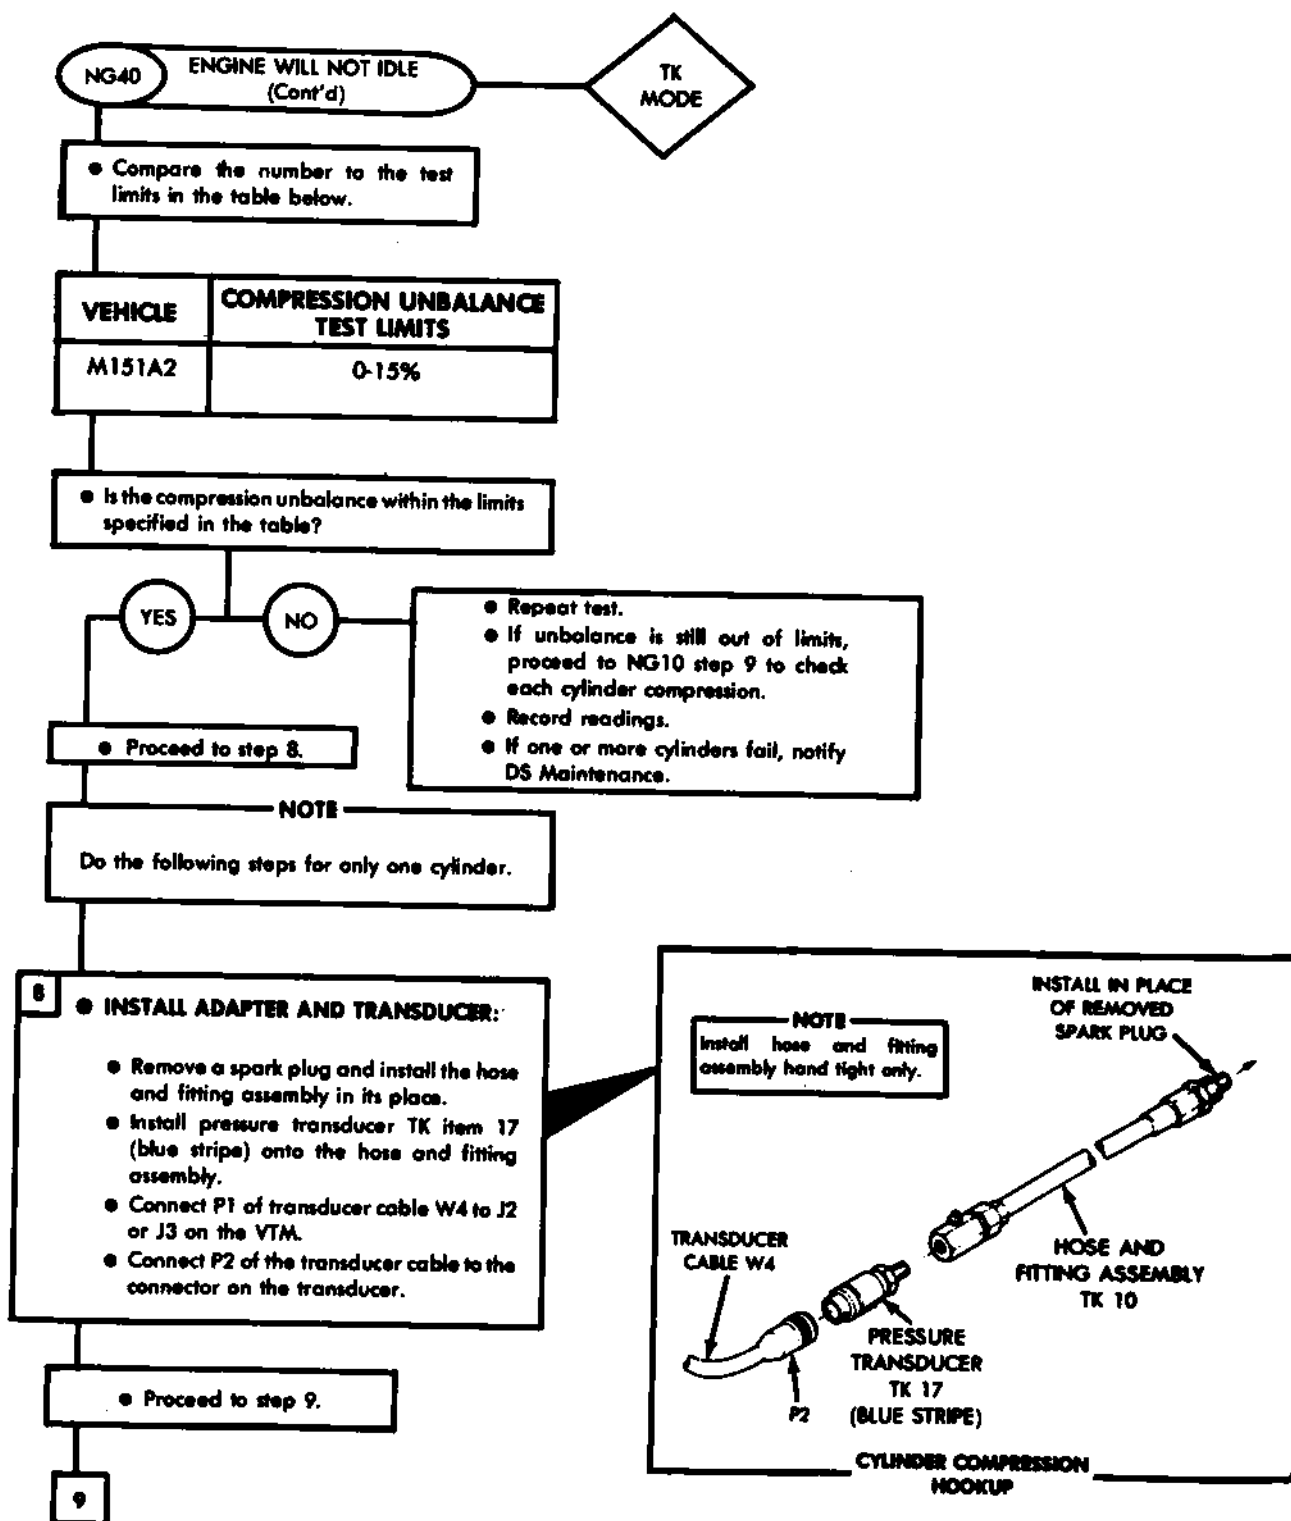 NG40
ENGINE WILL NOT IDLE
(Cont'd)
TK
MODE
● Compare the number to the test
limits in the table below.
VEHICLE
COMPRESSION UNBALANCE
TEST LIMITS
M151A2
0-15%
● Is the compression unbalance within the limits
specified in the table?
YES
NO
● Repeat test.
● If unbalance is still out of limits,
proceed to NG10 step 9 to check
each cylinder compression.
● Record readings.
● If one or more cylinders fail, notify
DS Maintenance.
● Proceed to step 8.
NOTE
Do the following steps for only one cylinder.
8
● INSTALL ADAPTER AND TRANSDUCER:
● Remove a spark plug and install the hose
and fitting assembly in its place.
● Install pressure transducer TK item 17
(blue stripe) onto the hose and fitting
assembly.
● Connect P1 of transducer cable W4 to J2
or J3 on the VTM.
● Connect P2 of the transducer cable to the
connector on the transducer.
● Proceed to step 9.
9
INSTALL IN PLACE
OF REMOVED
SPARK PLUG
NOTE
Install hose and fitting
assembly hand tight only.
TRANSDUCER
CABLE W4
HOSE AND
FITTING ASSEMBLY
TK 10
PRESSURE
TRANSDUCER
TK 17
(BLUE STRIPE)
P2
CYLINDER COMPRESSION
HOOKUP